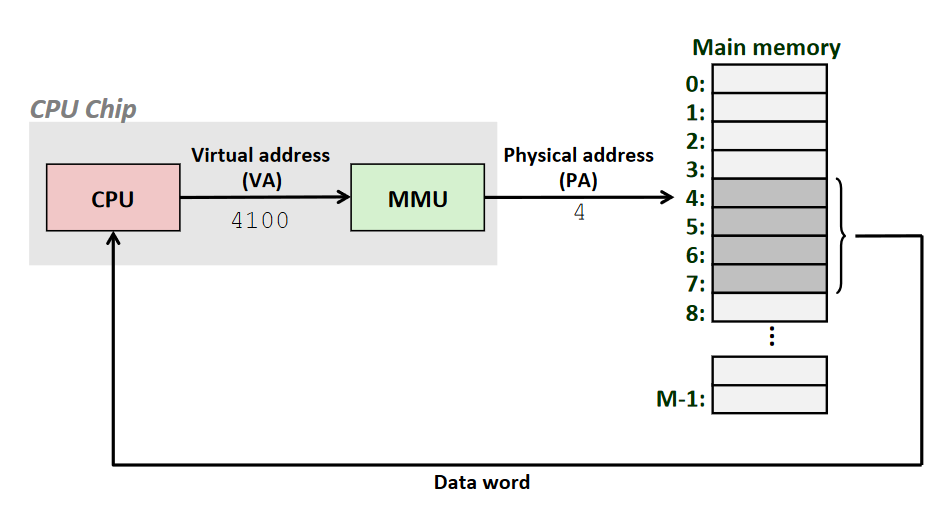 Main memory
CPU Chip
0:
1:
2:
3:
4:
5:
6:
7:
8:
⋮
M-1:
Virtual address
(VA)
4100
CPU
MMU
Physical address
(PA)
4
Data word